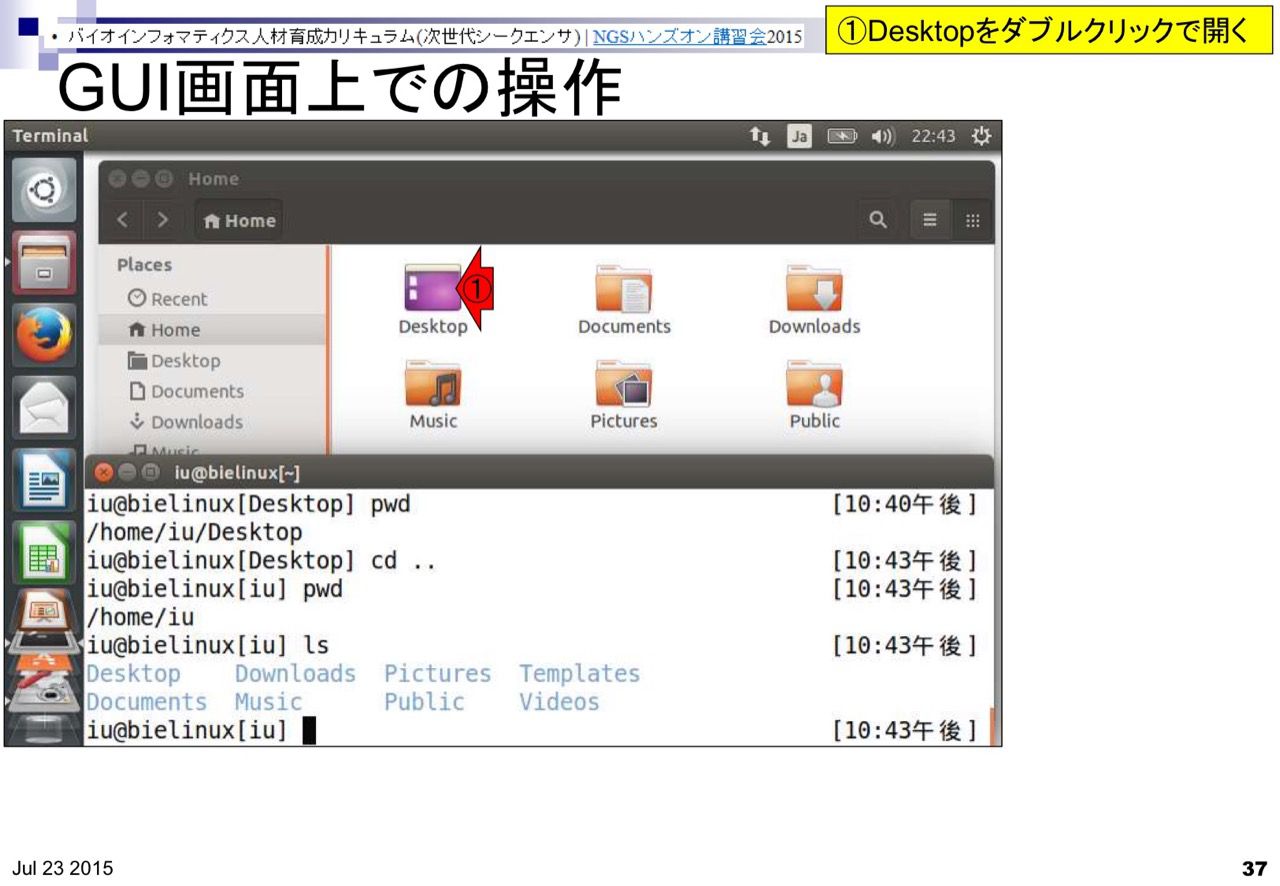 • バイオインフォマティクス人材育成カリキュラム(次世代シークエンサ) | NGSハンズオン講習会2015
①Desktopをダブルクリックで開く
GUI画面上での操作
Terminal
Ja
22:43
Home
Home
Places
Recent
Home
Desktop
Documents
Downloads
Music
①
Desktop
Documents
Downloads
Music
Pictures
Public
iu@bielinux[~]
iu@bielinux[Desktop] pwd [10:40午後]
/home/iu/Desktop
iu@bielinux[Desktop] cd .. [10:43午後]
iu@bielinux[iu] pwd [10:43午後]
/home/iu
iu@bielinux[iu] ls [10:43午後]
Desktop Downloads Pictures Templates
Documents Music Public Videos
iu@bielinux[iu] [10:43午後]
Jul 23 2015
37